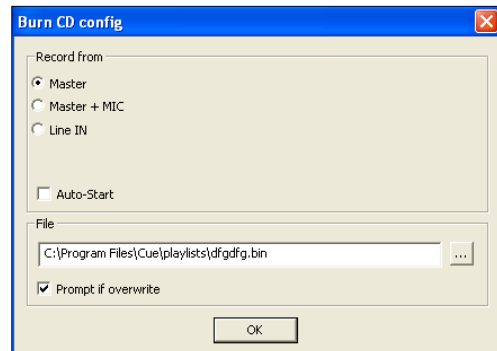 Burn CD config
Record from
Master
Master + MIC
Line IN
Auto-Start
File
C:\Program Files\Cue\playlists\dfgdfg.bin
...
Prompt if overwrite
OK